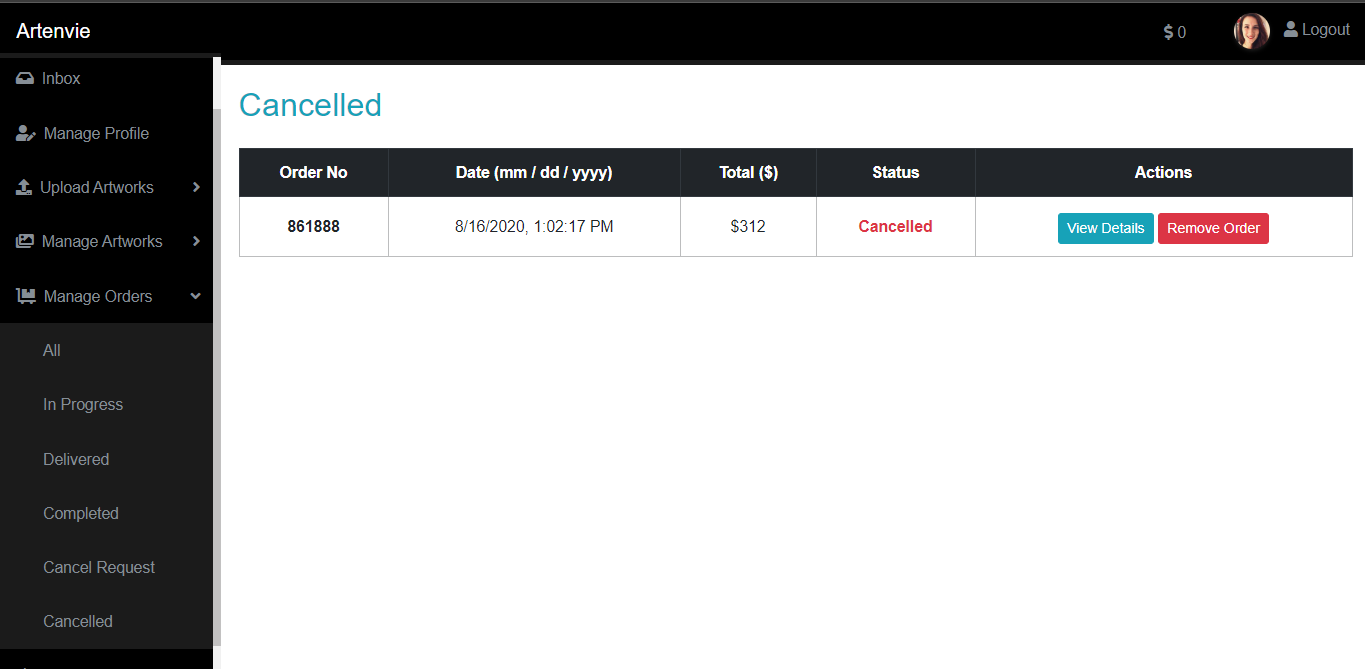 Artenvie
$ 0
Logout
Inbox
Manage Profile
Upload Artworks
Manage Artworks
Manage Orders
All
In Progress
Delivered
Completed
Cancel Request
Cancelled
Cancelled
Order No Date (mm / dd / yyyy) Total ($) Status Actions
861888 8/16/2020, 1:02:17 PM $312 Cancelled View Details Remove Order